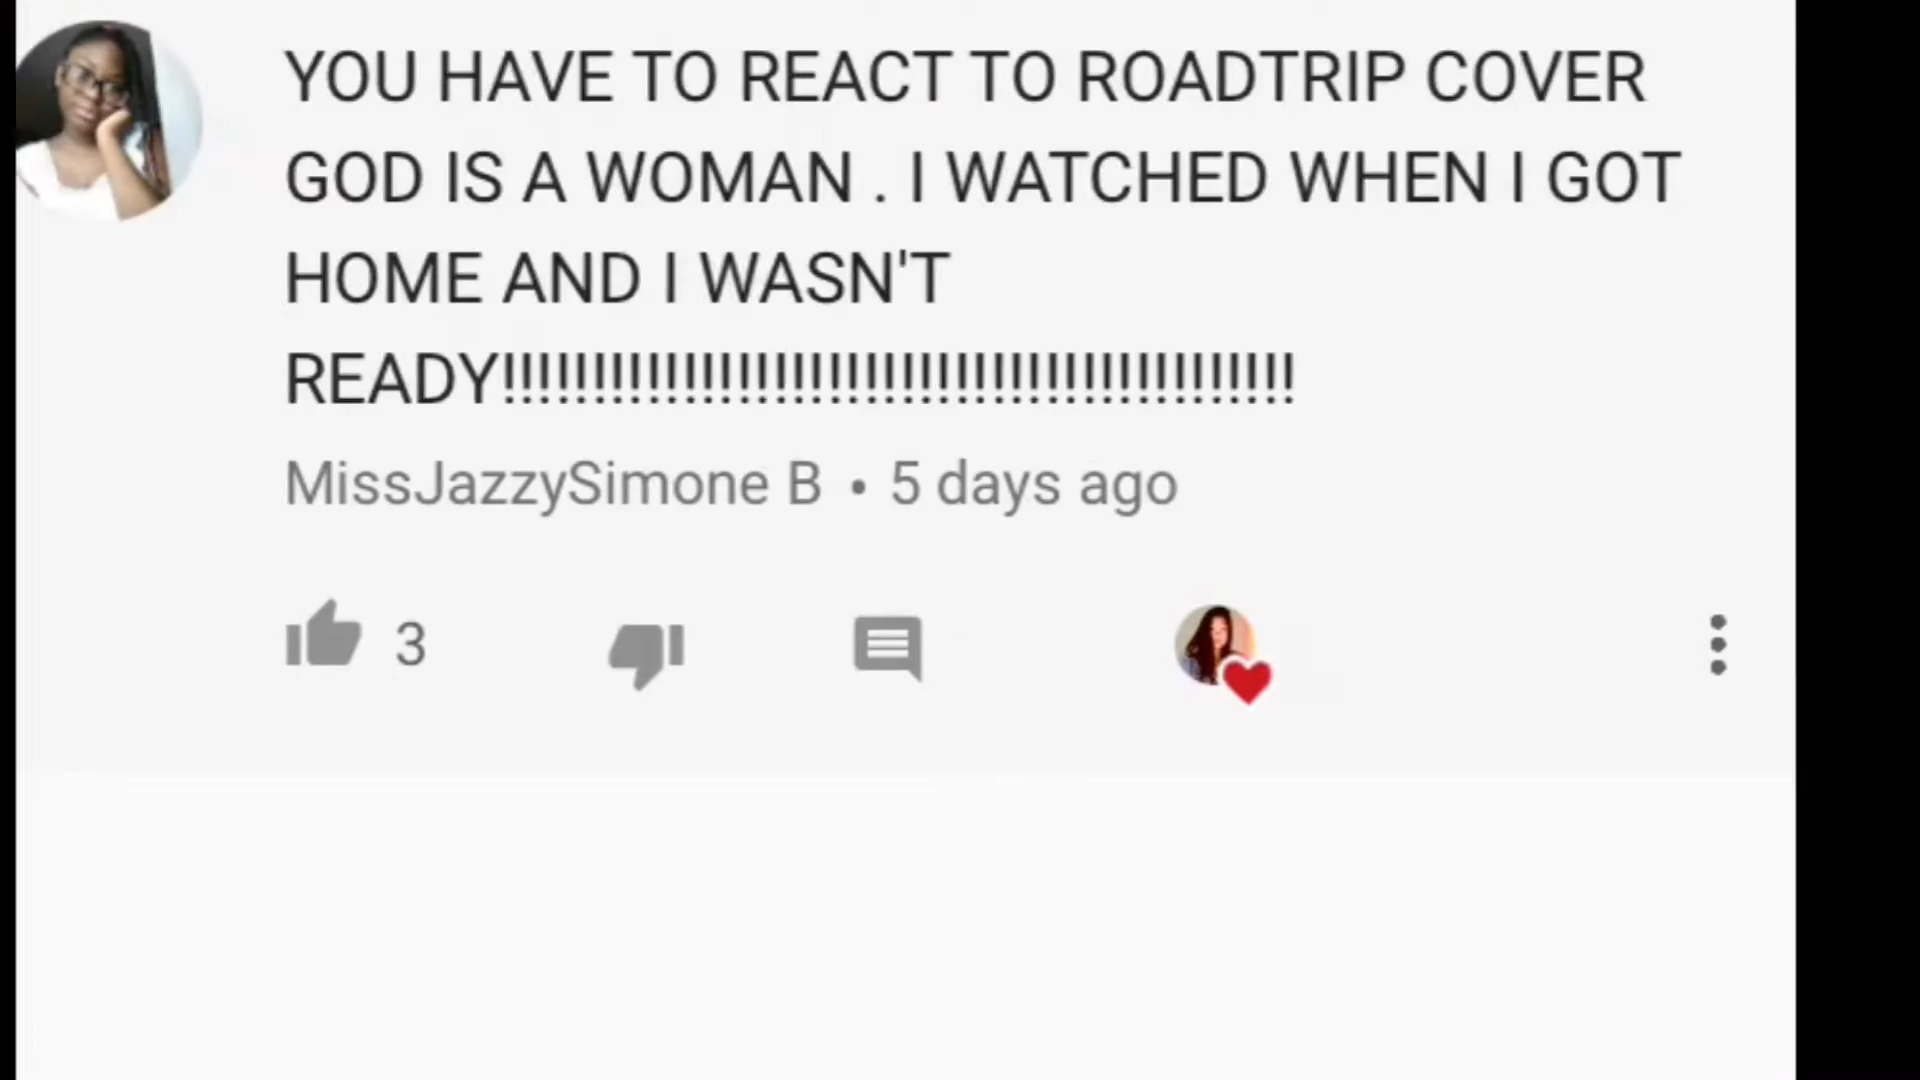 YOU HAVE TO REACT TO ROADTRIP COVER
GOD IS A WOMAN . I WATCHED WHEN I GOT
HOME AND I WASN'T
READY!!!!!!!!!!!!!!!!!!!!!!!!!!!!!!!!!!!!!!!!!!!!
MissJazzySimone B • 5 days ago
3